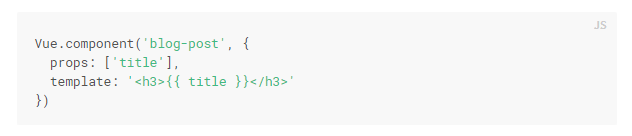 JS
Vue.component('blog-post', {
  props: ['title'],
  template: '<h3>{{ title }}</h3>'
})